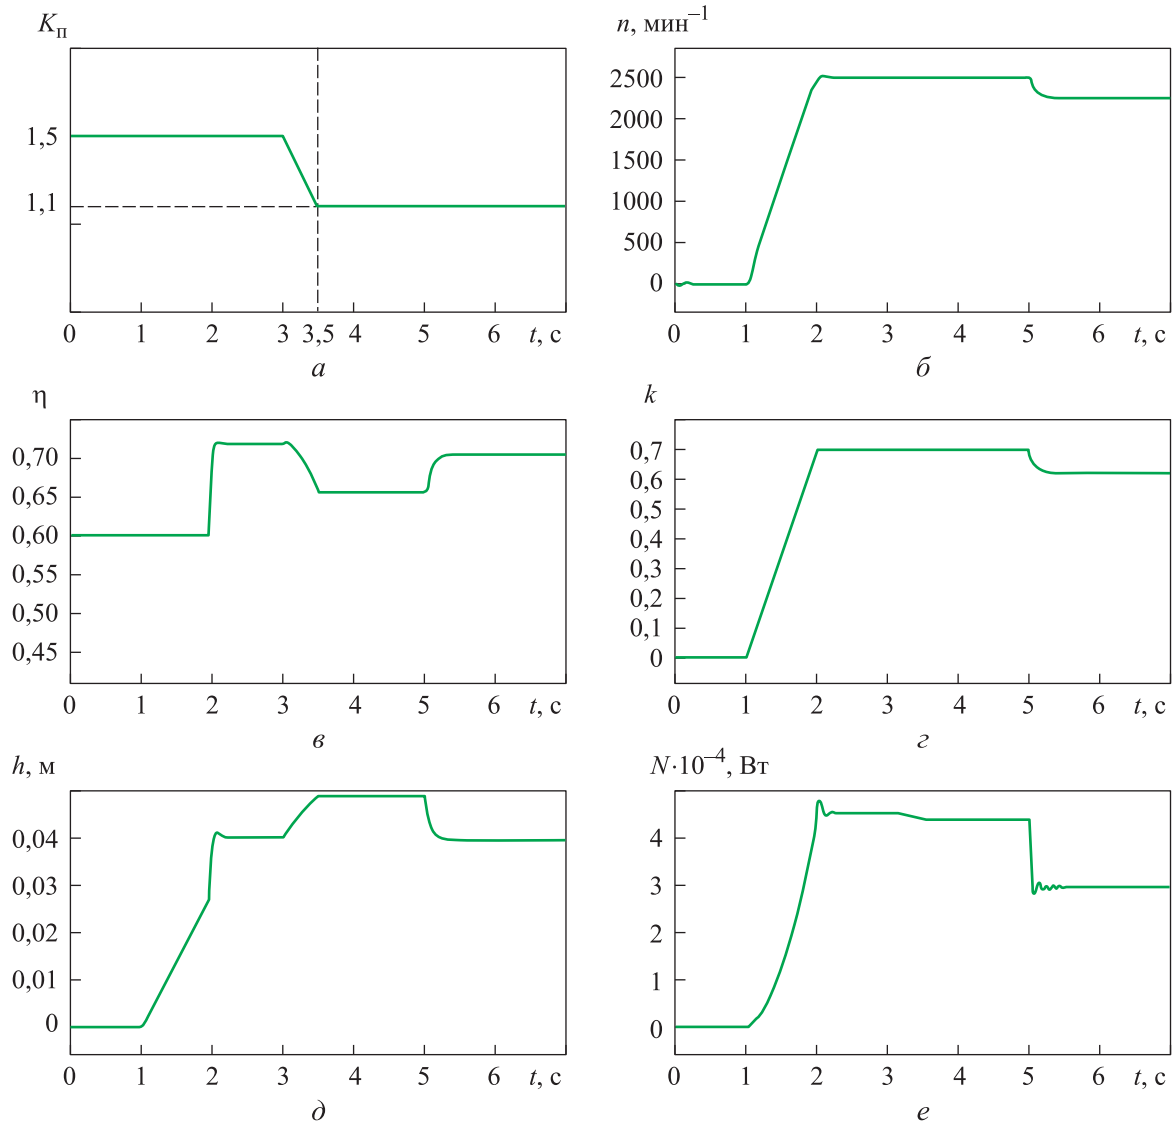 Kп
1,5
1,1
0 1 2 3 3,5 4 5 6 t, с
а
n, мин–1
2500
2000
1500
1000
500
0
0 1 2 3 4 5 6 t, с
б
η
0,70
0,65
0,60
0,55
0,50
0,45
0 1 2 3 4 5 6 t, с
в
k
0,7
0,6
0,5
0,4
0,3
0,2
0,1
0
0 1 2 3 4 5 6 t, с
г
h, м
0,04
0,03
0,02
0,01
0
0 1 2 3 4 5 6 t, с
д
N·10–4, Вт
4
3
2
1
0
0 1 2 3 4 5 6 t, с
е